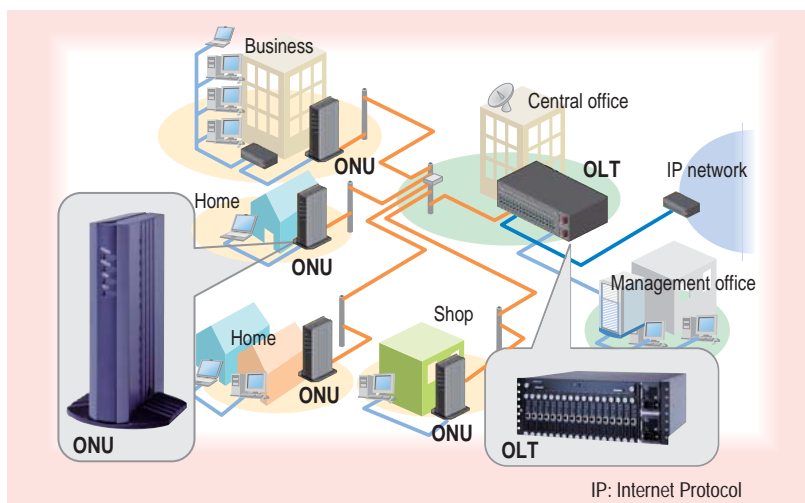 Business
Central office
ONU
OLT
IP network
Home
ONU
Management office
Home
Shop
ONU
ONU
ONU
OLT
IP: Internet Protocol